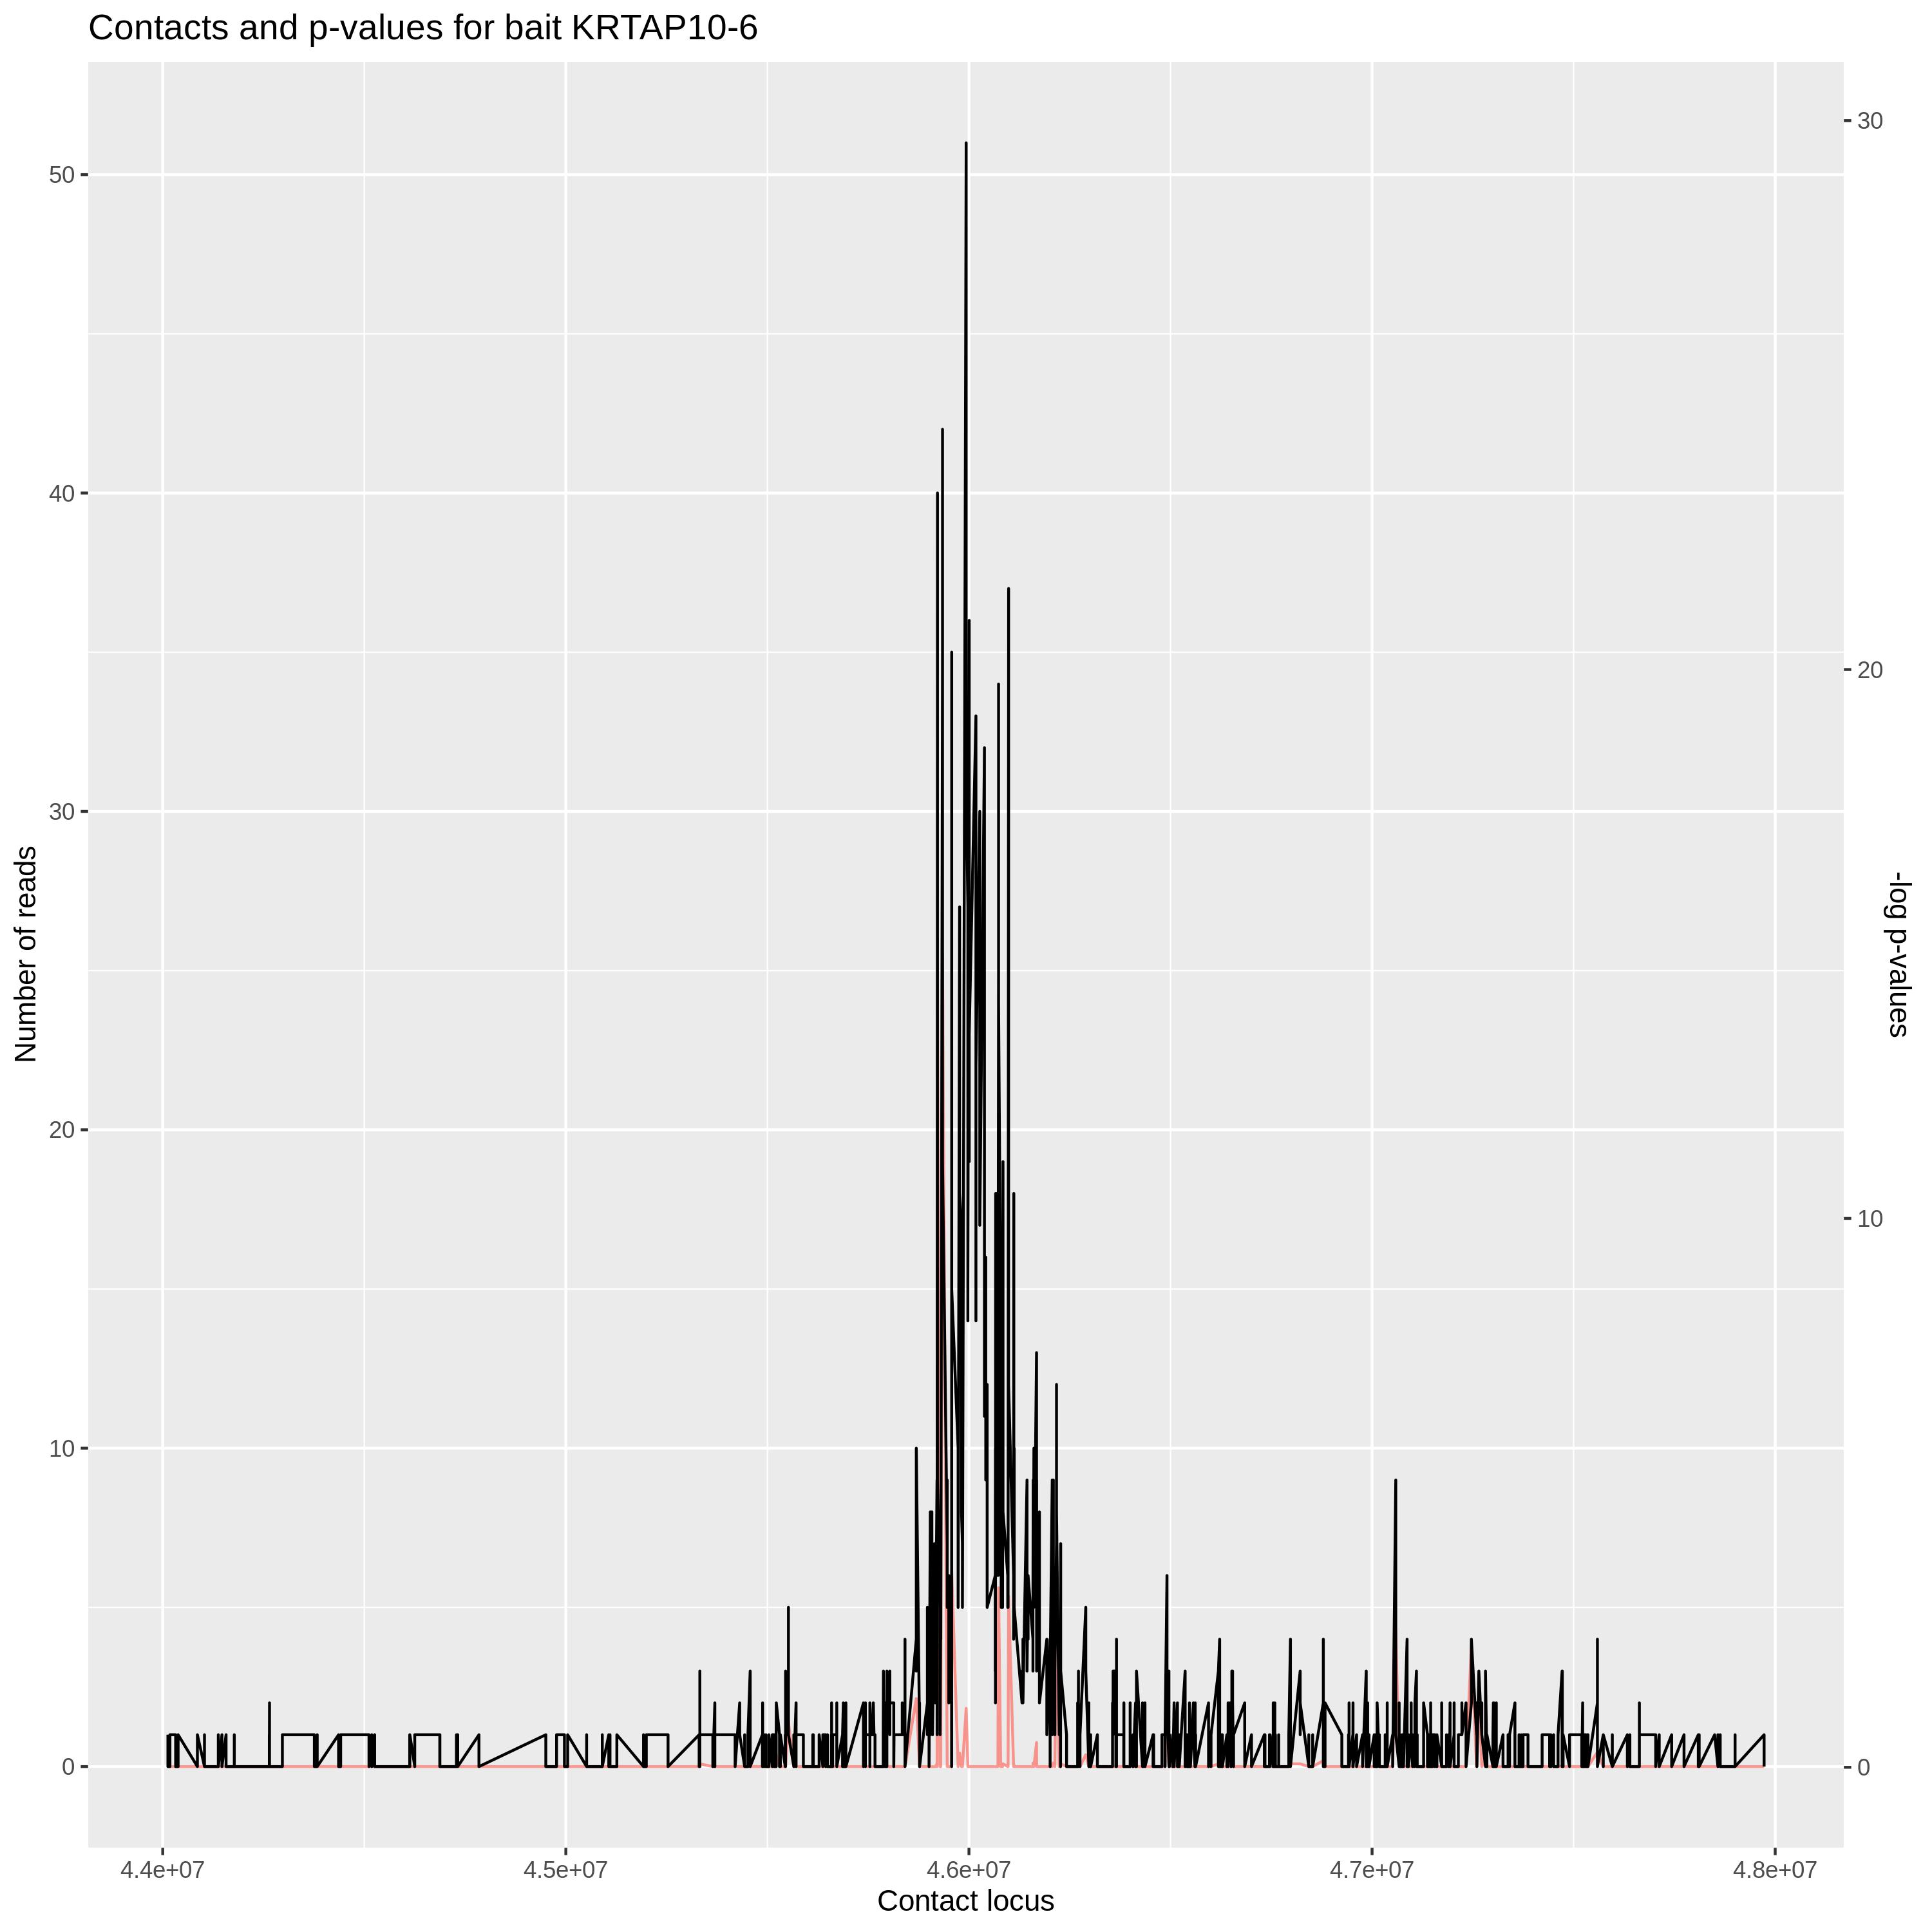 Contacts and p-values for bait KRTAP10-6
50
40
30
20
10
0
30
20
10
0
Number of reads
-log p-values
4.4e+07
4.5e+07
4.6e+07
4.7e+07
4.8e+07
Contact locus